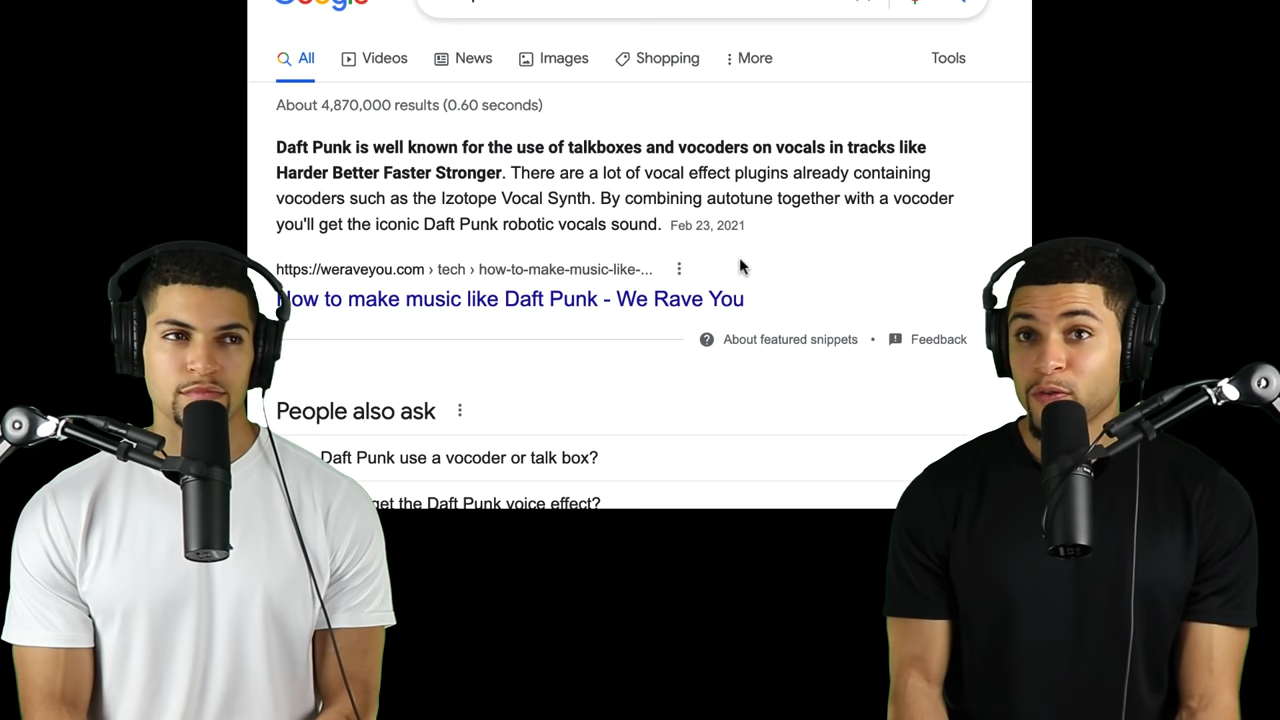 Google
All Videos News Images Shopping More Tools
About 4,870,000 results (0.60 seconds)
Daft Punk is well known for the use of talkboxes and vocoders on vocals in tracks like
Harder Better Faster Stronger. There are a lot of vocal effect plugins already containing
vocoders such as the Izotope Vocal Synth. By combining autotune together with a vocoder
you'll get the iconic Daft Punk robotic vocals sound. Feb 23, 2021
https://weraveyou.com › tech › how-to-make-music-like-...
How to make music like Daft Punk - We Rave You
About featured snippets • Feedback
People also ask
Daft Punk use a vocoder or talk box?
get the Daft Punk voice effect?